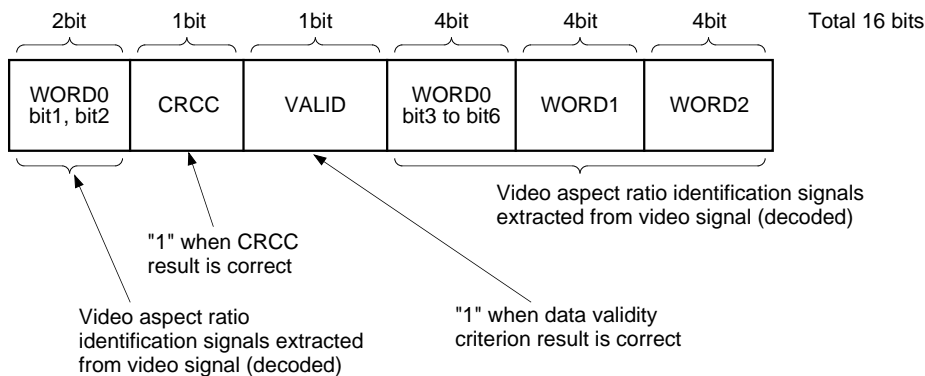 2bit 1bit 1bit 4bit 4bit 4bit Total 16 bits
WORD0
bit1, bit2
CRCC
VALID
WORD0
bit3 to bit6
WORD1
WORD2
Video aspect ratio identification signals
extracted from video signal (decoded)
"1" when CRCC
result is correct
Video aspect ratio
identification signals extracted
from video signal (decoded)
"1" when data validity
criterion result is correct